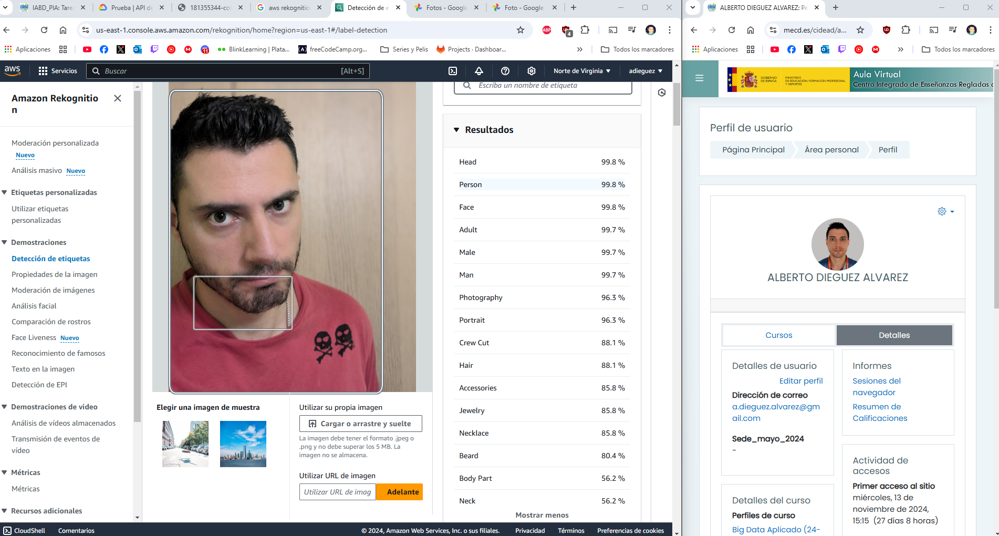 IABD_PIA: Tarea
Prueba | API de
181355344-col
aws rekognition
Detección de e
Fotos - Google
Foto - Google
us-east-1.console.aws.amazon.com/rekognition/home?region=us-east-1#/label-detection
Aplicaciones
BlinkLearning | Plata...
freeCodeCamp.org...
Series y Pelis
Projects · Dashboar...
Todos los marcadores
aws
Servicios
Buscar
[Alt+S]
Norte de Virginia
adieguez
Amazon Rekognitio
n
Moderación personalizada
Nuevo
Análisis masivo Nuevo
Etiquetas personalizadas
Utilizar etiquetas
personalizadas
Demostraciones
Detección de etiquetas
Propiedades de la imagen
Moderación de imágenes
Análisis facial
Comparación de rostros
Face Liveness Nuevo
Reconocimiento de famosos
Texto en la imagen
Detección de EPI
Demostraciones de video
Análisis de vídeos almacenados
Transmisión de eventos de
vídeo
Métricas
Métricas
Recursos adicionales
Elegir una imagen de muestra
Utilizar su propia imagen
Cargar o arrastre y suelte
La imagen debe tener el formato .jpeg o
.png y no debe superar los 5 MB. La
imagen no se almacena.
Utilizar URL de imagen
Utilizar URL de imag
Adelante
Escriba un nombre de etiqueta
Resultados
Head 99.8 %
Person 99.8 %
Face 99.8 %
Adult 99.7 %
Male 99.7 %
Man 99.7 %
Photography 96.3 %
Portrait 96.3 %
Crew Cut 88.1 %
Hair 88.1 %
Accessories 85.8 %
Jewelry 85.8 %
Necklace 85.8 %
Beard 80.4 %
Body Part 56.2 %
Neck 56.2 %
Mostrar menos
CloudShell
Comentarios
© 2024, Amazon Web Services, Inc. o sus filiales.
Privacidad
Términos
Preferencias de cookies
ALBERTO DIEGUEZ ALVAREZ: Pe
mecd.es/cidead/a...
Aplicaciones
Todos los marcadores
GOBIERNO
DE ESPAÑA
MINISTERIO
DE EDUCACIÓN, FORMACIÓN PROFESIONAL
Y DEPORTES
Aula Virtual
Centro Integrado de Enseñanzas Regladas a
Perfil de usuario
Página Principal
Área personal
Perfil
ALBERTO DIEGUEZ ALVAREZ
Cursos
Detalles
Detalles de usuario
Editar perfil
Dirección de correo
a.dieguez.alvarez@gm
ail.com
Sede_mayo_2024
-
Detalles del curso
Perfiles de curso
Big Data Aplicado (24-
Informes
Sesiones del
navegador
Resumen de
Calificaciones
Actividad de
accesos
Primer acceso al sitio
miércoles, 13 de
noviembre de 2024,
15:15 (27 días 8 horas)